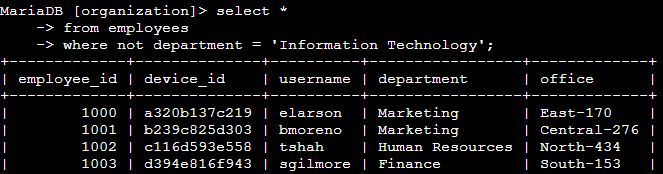 MariaDB [organization]> select *
    -> from employees
    -> where not department = 'Information Technology';
+-------------+--------------+----------+-----------------+-------------+
| employee_id | device_id    | username | department      | office      |
+-------------+--------------+----------+-----------------+-------------+
|        1000 | a320b137c219 | elarson  | Marketing       | East-170    |
|        1001 | b239c825d303 | bmoreno  | Marketing       | Central-276 |
|        1002 | c116d593e558 | tshah    | Human Resources | North-434   |
|        1003 | d394e816f943 | sgilmore | Finance         | South-153   |